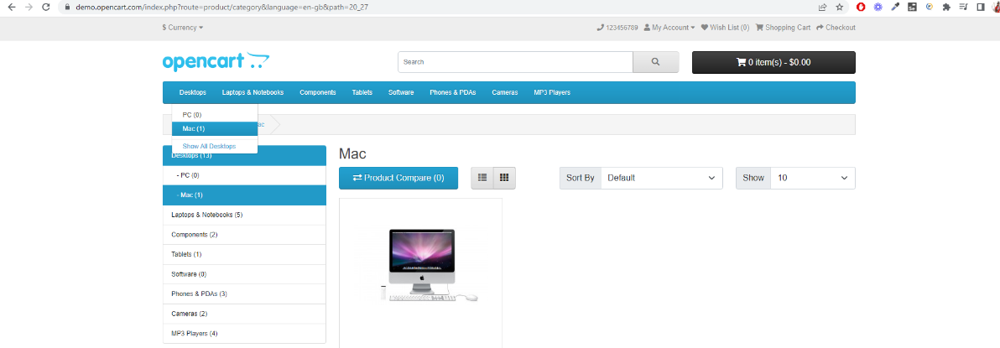 demo.opencart.com/index.php?route=product/category&language=en-gb&path=20_27
$ Currency
123456789 My Account Wish List (0) Shopping Cart Checkout
opencart
Search
0 item(s) - $0.00
Desktops Laptops & Notebooks Components Tablets Software Phones & PDAs Cameras MP3 Players
PC (0)
Mac (1)
ac
Show All Desktops
Desktops (13)
- PC (0)
- Mac (1)
Laptops & Notebooks (5)
Components (2)
Tablets (1)
Software (0)
Phones & PDAs (3)
Cameras (2)
MP3 Players (4)
Mac
Product Compare (0)
Sort By Default
Show 10